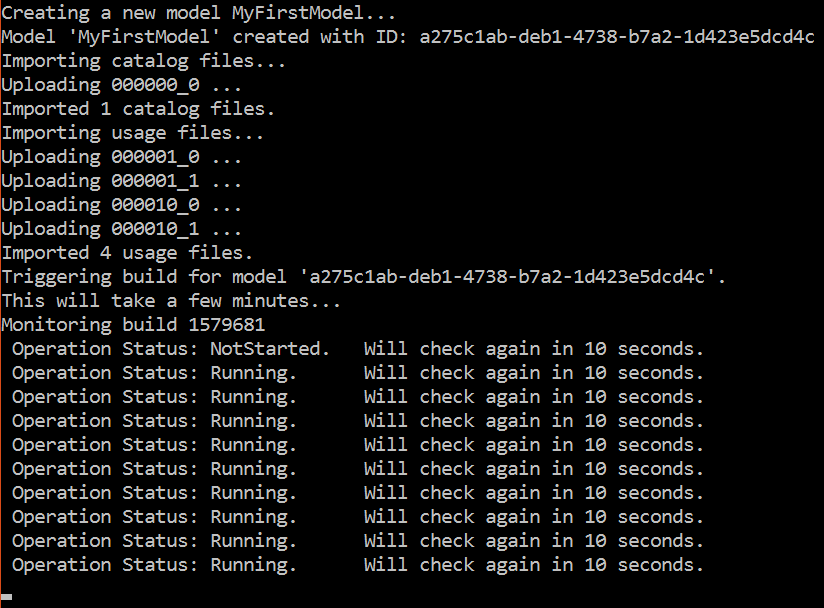 Creating a new model MyFirstModel...
Model 'MyFirstModel' created with ID: a275c1ab-deb1-4738-b7a2-1d423e5dcd4c
Importing catalog files...
Uploading 000000_0 ...
Imported 1 catalog files.
Importing usage files...
Uploading 000001_0 ...
Uploading 000001_1 ...
Uploading 000010_0 ...
Uploading 000010_1 ...
Imported 4 usage files.
Triggering build for model 'a275c1ab-deb1-4738-b7a2-1d423e5dcd4c'.
This will take a few minutes...
Monitoring build 1579681
 Operation Status: NotStarted.   Will check again in 10 seconds.
 Operation Status: Running.      Will check again in 10 seconds.
 Operation Status: Running.      Will check again in 10 seconds.
 Operation Status: Running.      Will check again in 10 seconds.
 Operation Status: Running.      Will check again in 10 seconds.
 Operation Status: Running.      Will check again in 10 seconds.
 Operation Status: Running.      Will check again in 10 seconds.
 Operation Status: Running.      Will check again in 10 seconds.
 Operation Status: Running.      Will check again in 10 seconds.
 Operation Status: Running.      Will check again in 10 seconds.